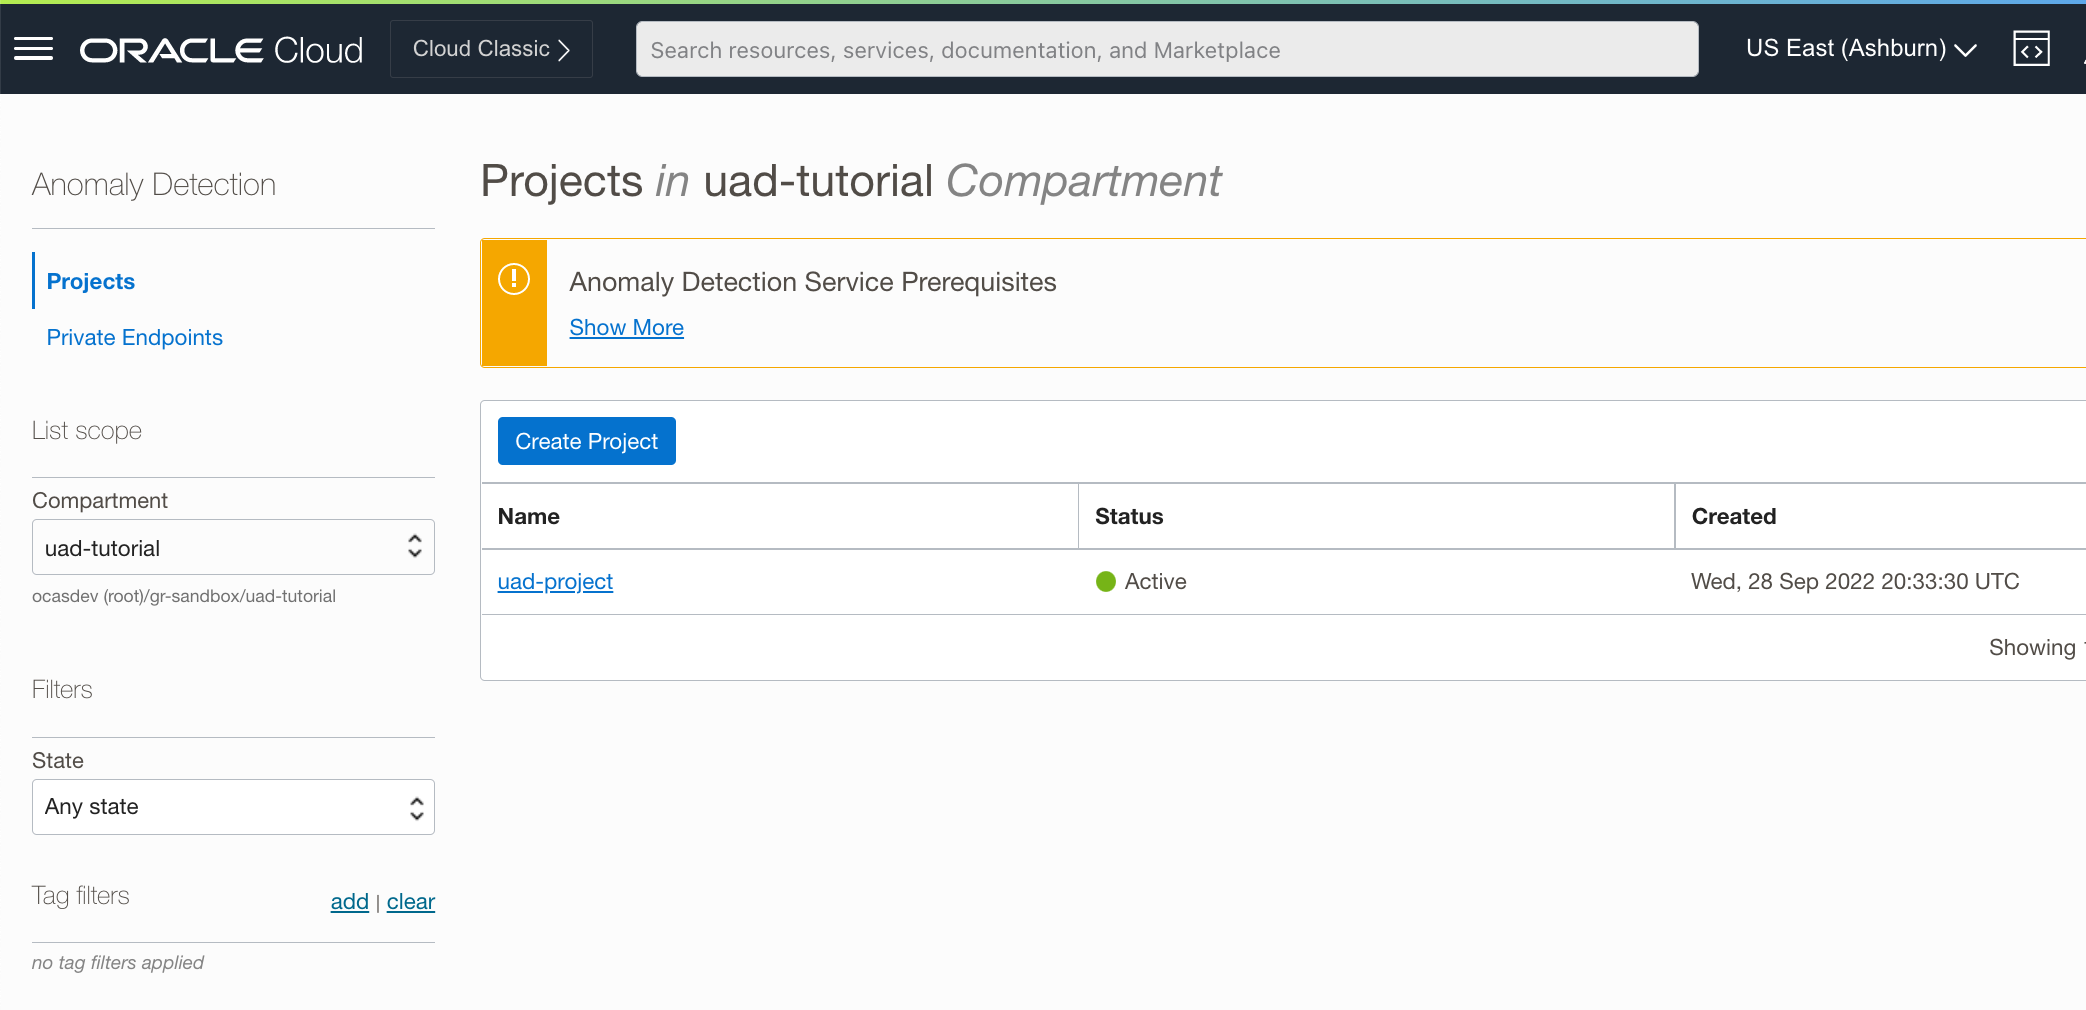 ORACLE Cloud
Cloud Classic
Search resources, services, documentation, and Marketplace
US East (Ashburn)
Anomaly Detection
Projects
Private Endpoints
List scope
Compartment
uad-tutorial
ocasdev (root)/gr-sandbox/uad-tutorial
Filters
State
Any state
Tag filters
add | clear
no tag filters applied
Projects in uad-tutorial Compartment
Anomaly Detection Service Prerequisites
Show More
Create Project
Name Status Created
uad-project Active Wed, 28 Sep 2022 20:33:30 UTC
Showing